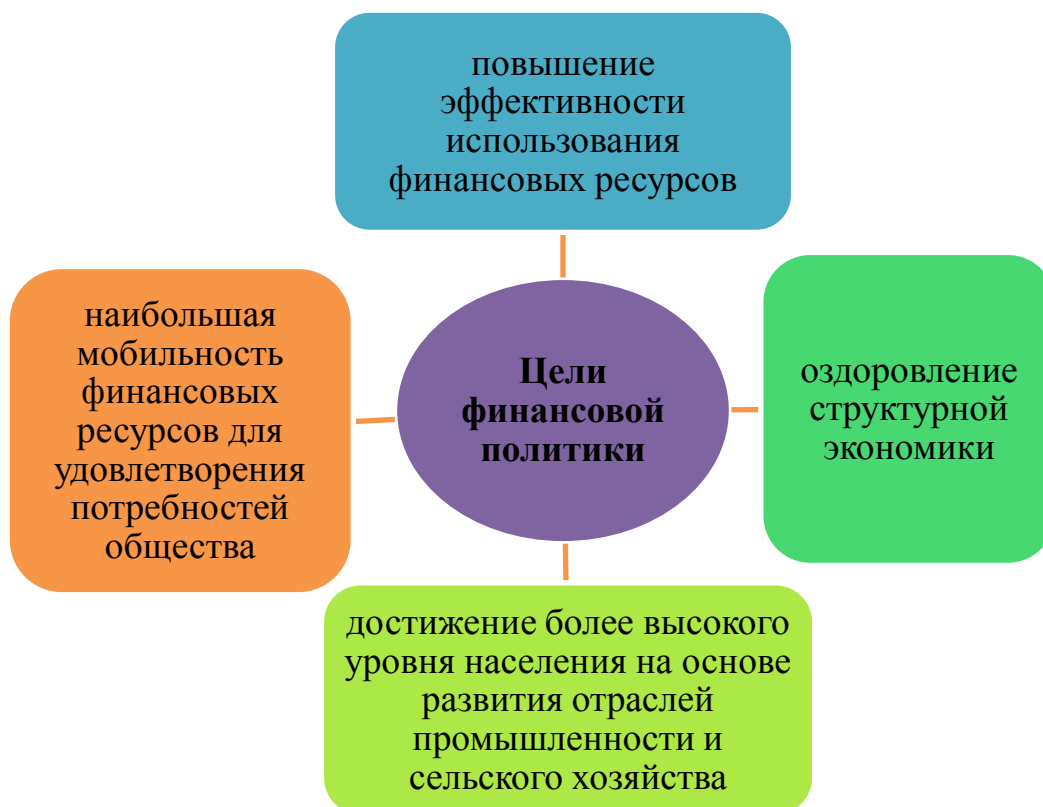 повышение
эффективности
использования
финансовых ресурсов
наибольшая
мобильность
финансовых
ресурсов для
удовлетворения
потребностей
общества
Цели
финансовой
политики
оздоровление
структурной
экономики
достижение более высокого
уровня населения на основе
развития отраслей
промышленности и
сельского хозяйства